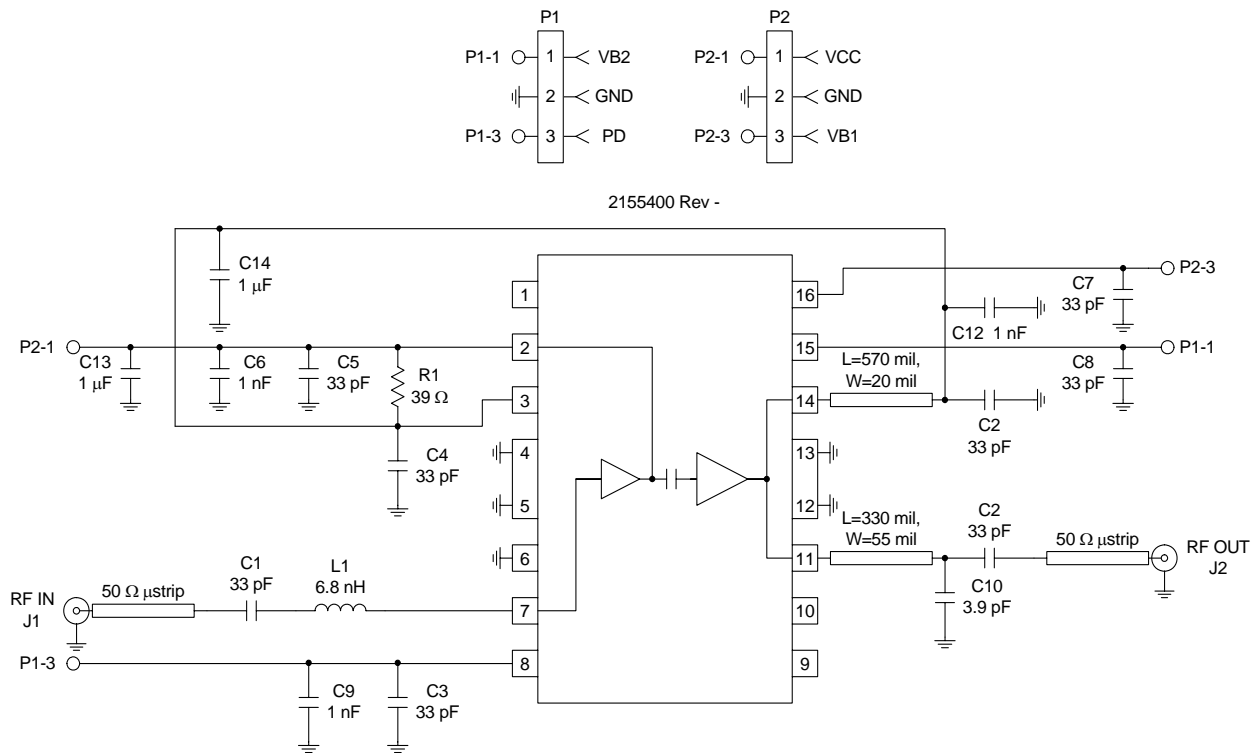 P1
P1-1 1 VB2
2 GND
P1-3 3 PD
P2
P2-1 1 VCC
2 GND
P2-3 3 VB1
2155400 Rev -
C14
1 μF
P2-1
C13
1 μF
C6
1 nF
C5
33 pF
R1
39 Ω
C4
33 pF
RF IN
J1
50 Ω μstrip
C1
33 pF
L1
6.8 nH
P1-3
C9
1 nF
C3
33 pF
1
2
3
4
5
6
7
8
16
15
14
13
12
11
10
9
P2-3
C7
33 pF
C12 1 nF
P1-1
C8
33 pF
L=570 mil,
W=20 mil
C2
33 pF
L=330 mil,
W=55 mil
C2
33 pF
C10
3.9 pF
50 Ω μstrip
RF OUT
J2